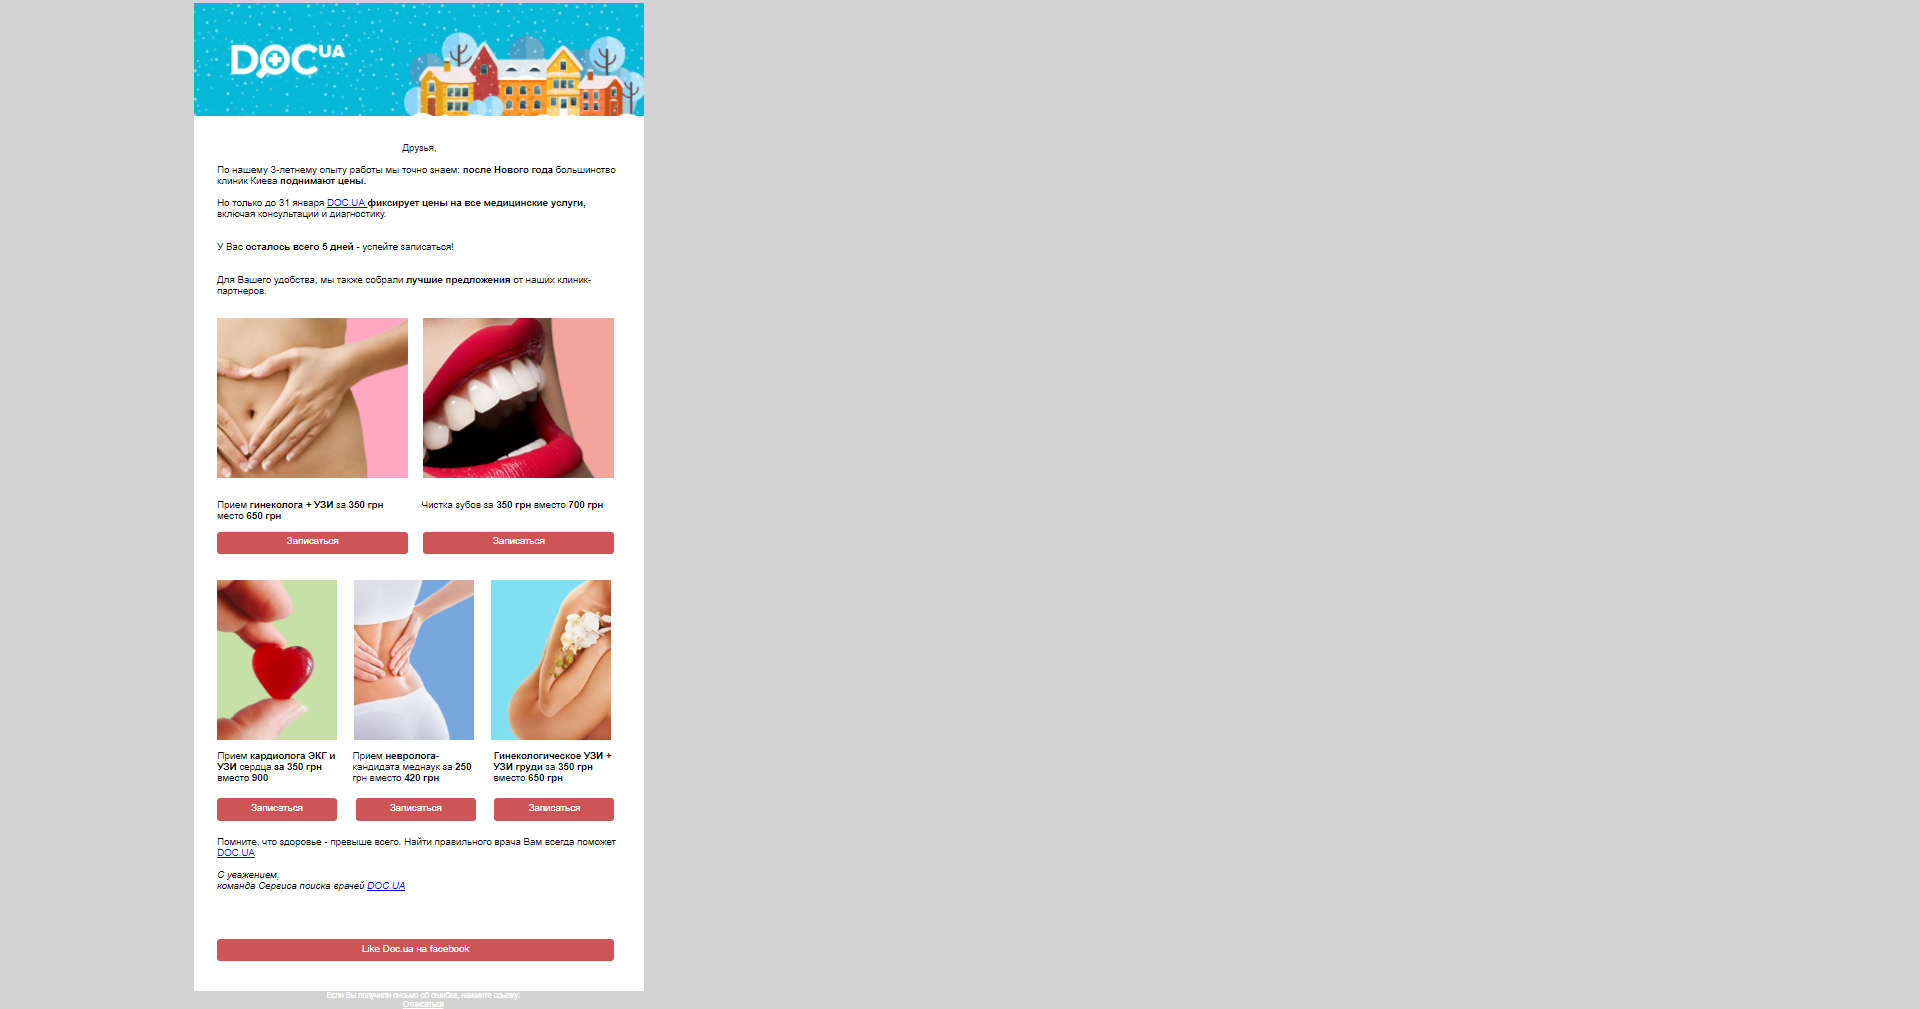 DOC UA
Друзья,
По нашему 3-летнему опыту работы мы точно знаем: после Нового года большинство
клиник Киева поднимают цены.
Но только до 31 января DOC.UA фиксирует цены на все медицинские услуги,
включая консультации и диагностику.
У Вас осталось всего 5 дней - успейте записаться!
Для Вашего удобства, мы также собрали лучшие предложения от наших клиник-
партнеров.
Прием гинеколога + УЗИ за 350 грн
место 650 грн
Чистка зубов за 350 грн вместо 700 грн
Записаться
Записаться
Прием кардиолога ЭКГ и
УЗИ сердца за 350 грн
вместо 900
Прием невролога-
кандидата меднаук за 250
грн вместо 420 грн
Гинекологическое УЗИ +
УЗИ груди за 350 грн
вместо 650 грн
Записаться
Записаться
Записаться
Помните, что здоровье - превыше всего. Найти правильного врача Вам всегда поможет
DOC.UA
С уважением,
команда Сервиса поиска врачей DOC.UA
Like Doc.ua на facebook
Если Вы получили письмо об ошибке, нажмите ссылку:
Отписаться